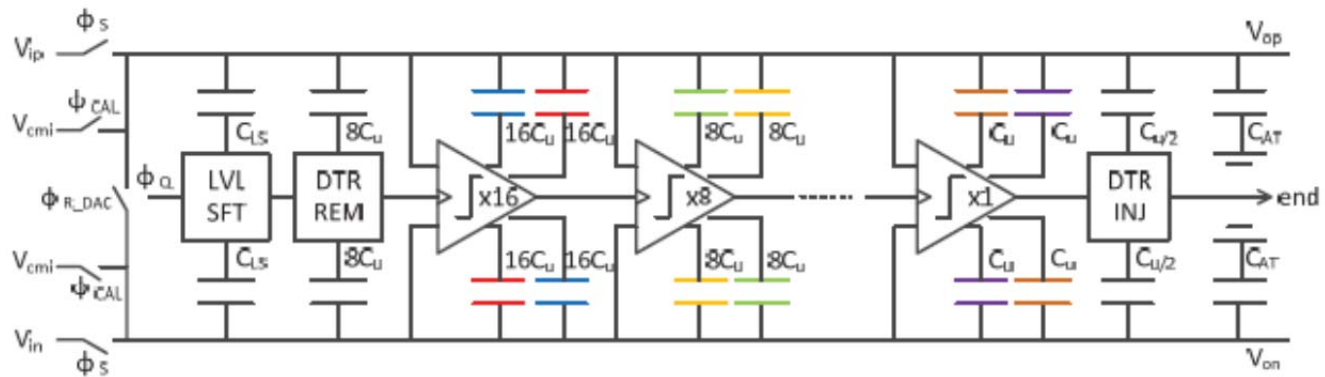 ϕS
Vip
Vop
ϕCAL
Vcmi
CLS 8Cu 16Cu 16Cu 8Cu 8Cu Cu Cu Cu/2 CAT
ϕQ LVL SFT DTR REMI x16 x8 x1 DTR INJ end
ϕR_DAC
CLS 8Cu 16Cu 16Cu 8Cu 8Cu Cu Cu Cu/2 CAT
Vcmi
ϕCAL
Vin
Von
ϕS